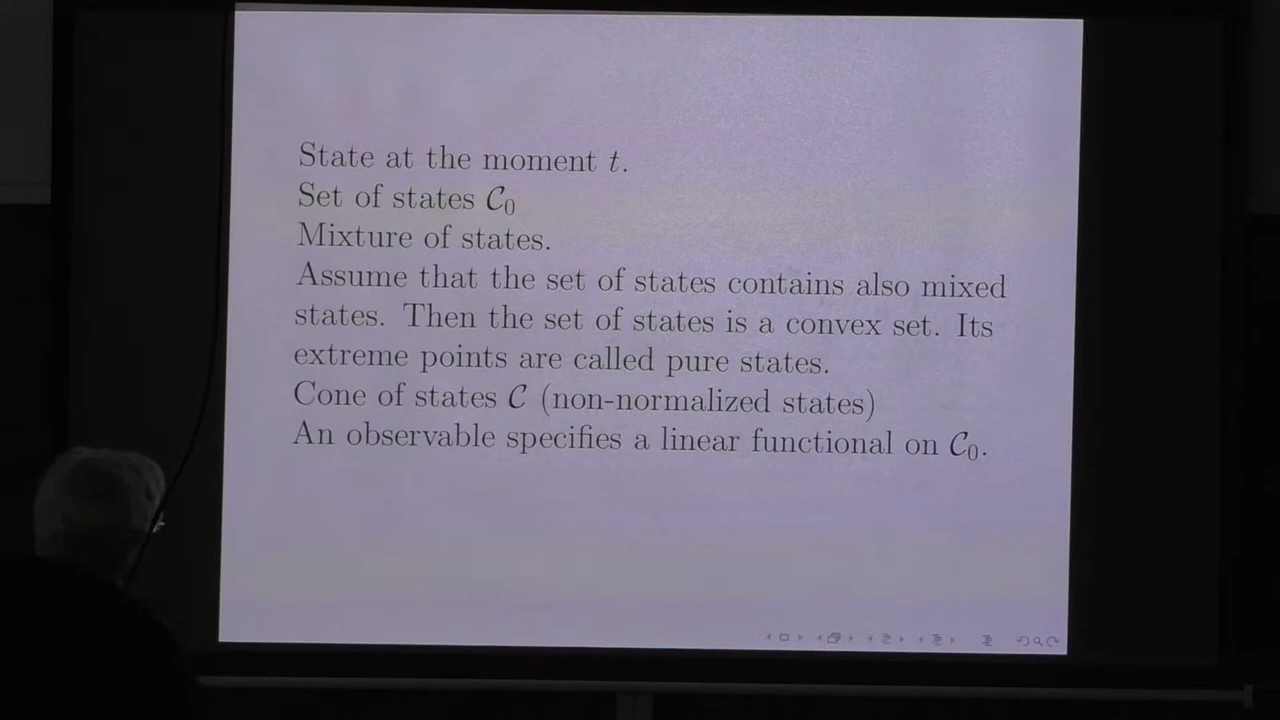 State at the moment t.
Set of states 𝒞₀
Mixture of states.
Assume that the set of states contains also mixed
states. Then the set of states is a convex set. Its
extreme points are called pure states.
Cone of states 𝒞 (non-normalized states)
An observable specifies a linear functional on 𝒞₀.